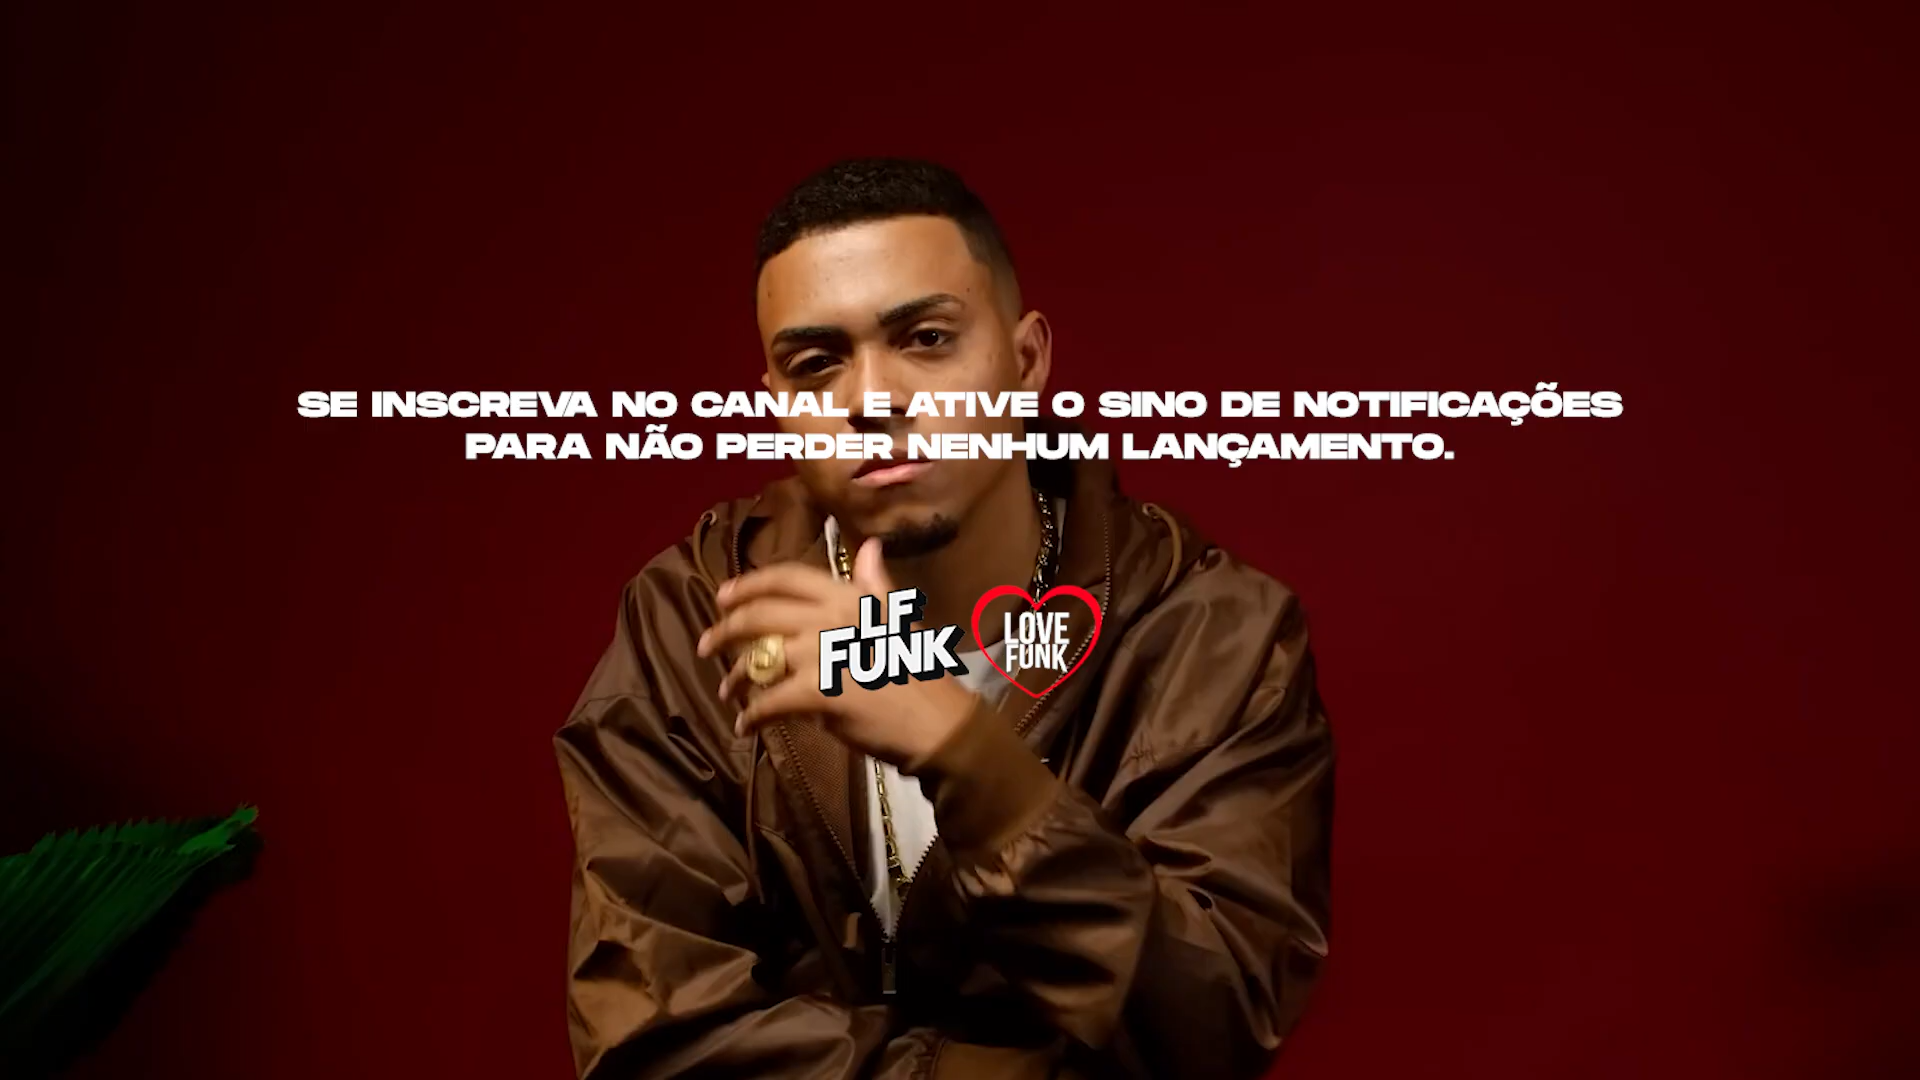 SE INSCREVA NO CANAL E ATIVE O SINO DE NOTIFICAÇÕES
PARA NÃO PERDER NENHUM LANÇAMENTO.
LF
FUNK
LOVE
FUNK